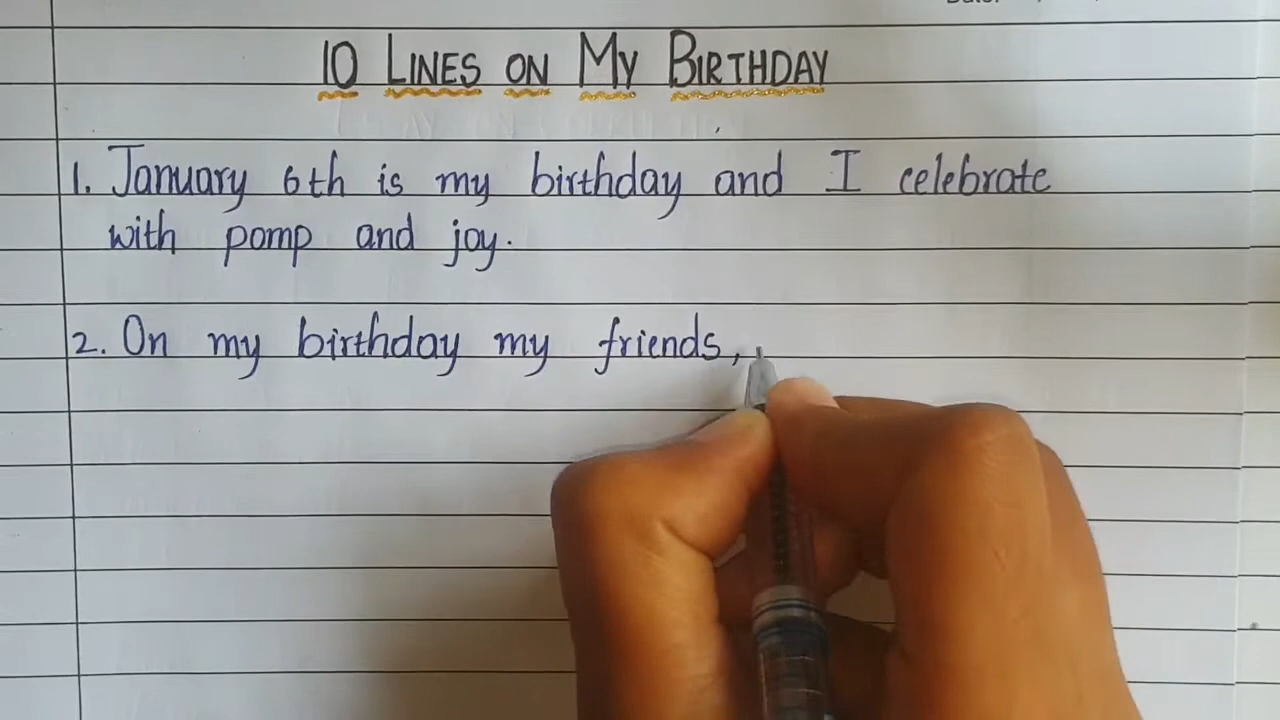 10 LINES ON MY BIRTHDAY
1. January 6th is my birthday and I celebrate
with pomp and joy.
2. On my birthday my friends,